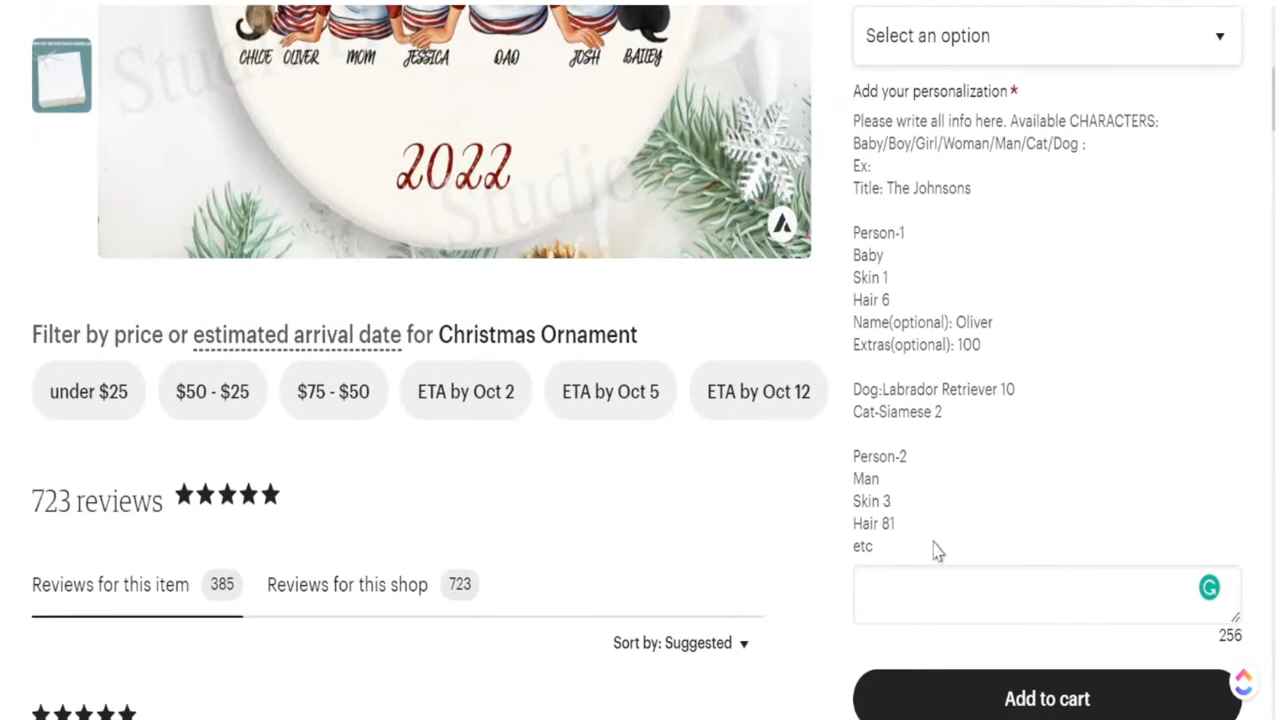 CHLOE OLIVER MOM JESSICA DAD JOSH BAILEY
2022
Studio
Filter by price or estimated arrival date for Christmas Ornament
under $25 $50 - $25 $75 - $50 ETA by Oct 2 ETA by Oct 5 ETA by Oct 12
723 reviews
Reviews for this item 385 Reviews for this shop 723
Sort by: Suggested
Select an option
Add your personalization *
Please write all info here. Available CHARACTERS:
Baby/Boy/Girl/Woman/Man/Cat/Dog :
Ex:
Title: The Johnsons
Person-1
Baby
Skin 1
Hair 6
Name(optional): Oliver
Extras(optional): 100
Dog:Labrador Retriever 10
Cat-Siamese 2
Person-2
Man
Skin 3
Hair 81
etc
256
Add to cart